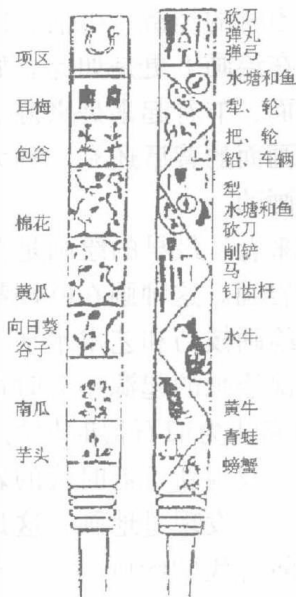 项区
耳梅
包谷
棉花
黄瓜
向日葵
谷子
南瓜
芋头
砍刀
弹丸
弹弓
水塘和鱼
犁、轮
把、轮
铅、车辆
犁
水塘和鱼
砍刀
削铲
马
钉齿杆
水牛
黄牛
青蛙
螃蟹